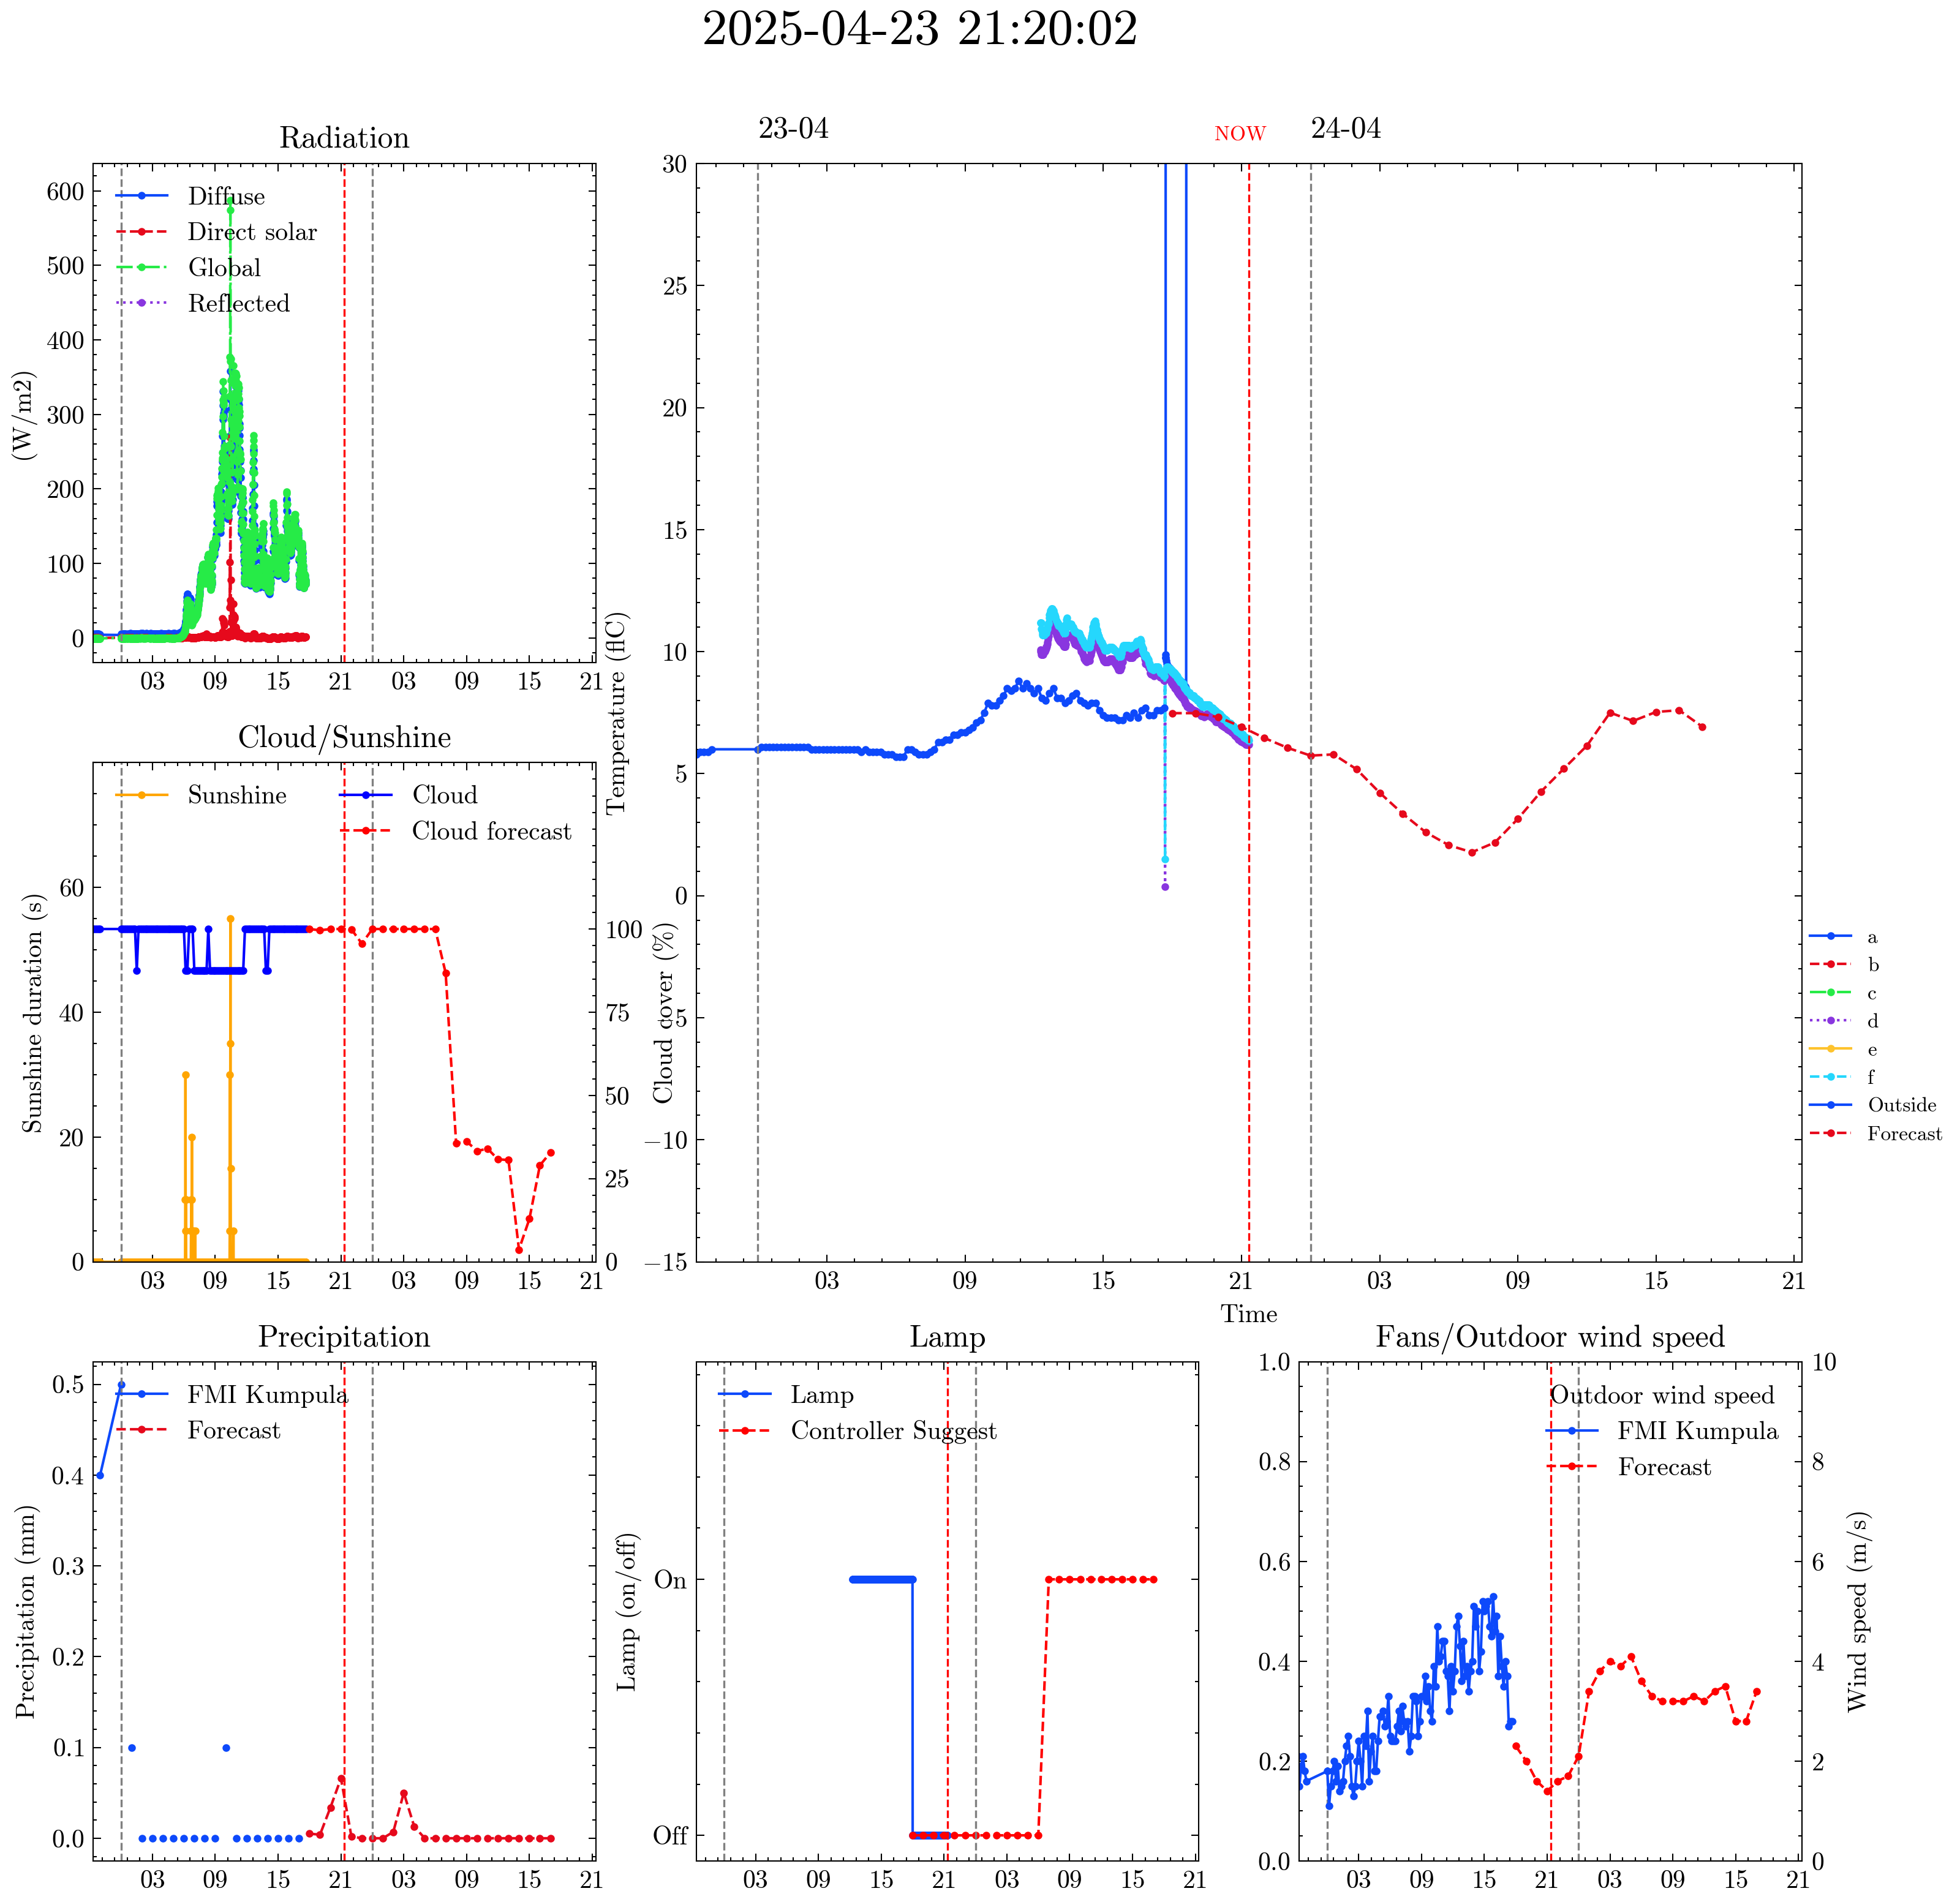 2025-04-23 21:20:02
Radiation
23-04
NOW
24-04
(W/m2)
600
500
400
300
200
100
0
Diffuse
Direct solar
Global
Reflected
03 09 15 21 03 09 15 21
Cloud/Sunshine
Sunshine duration (s)
60
40
20
0
Sunshine
Cloud
Cloud forecast
100
75
50
25
0
Cloud cover (%)
03 09 15 21 03 09 15 21
Temperature (flC)
30
25
20
15
10
5
0
−5
−10
−15
03 09 15 21 03 09 15 21
Time
a
b
c
d
e
f
Outside
Forecast
Precipitation
Precipitation (mm)
0.5
0.4
0.3
0.2
0.1
0.0
FMI Kumpula
Forecast
03 09 15 21 03 09 15 21
Lamp
Lamp (on/off)
On
Off
Lamp
Controller Suggest
03 09 15 21 03 09 15 21
Fans/Outdoor wind speed
1.0
0.8
0.6
0.4
0.2
0.0
Outdoor wind speed
FMI Kumpula
Forecast
10
8
6
4
2
0
Wind speed (m/s)
03 09 15 21 03 09 15 21